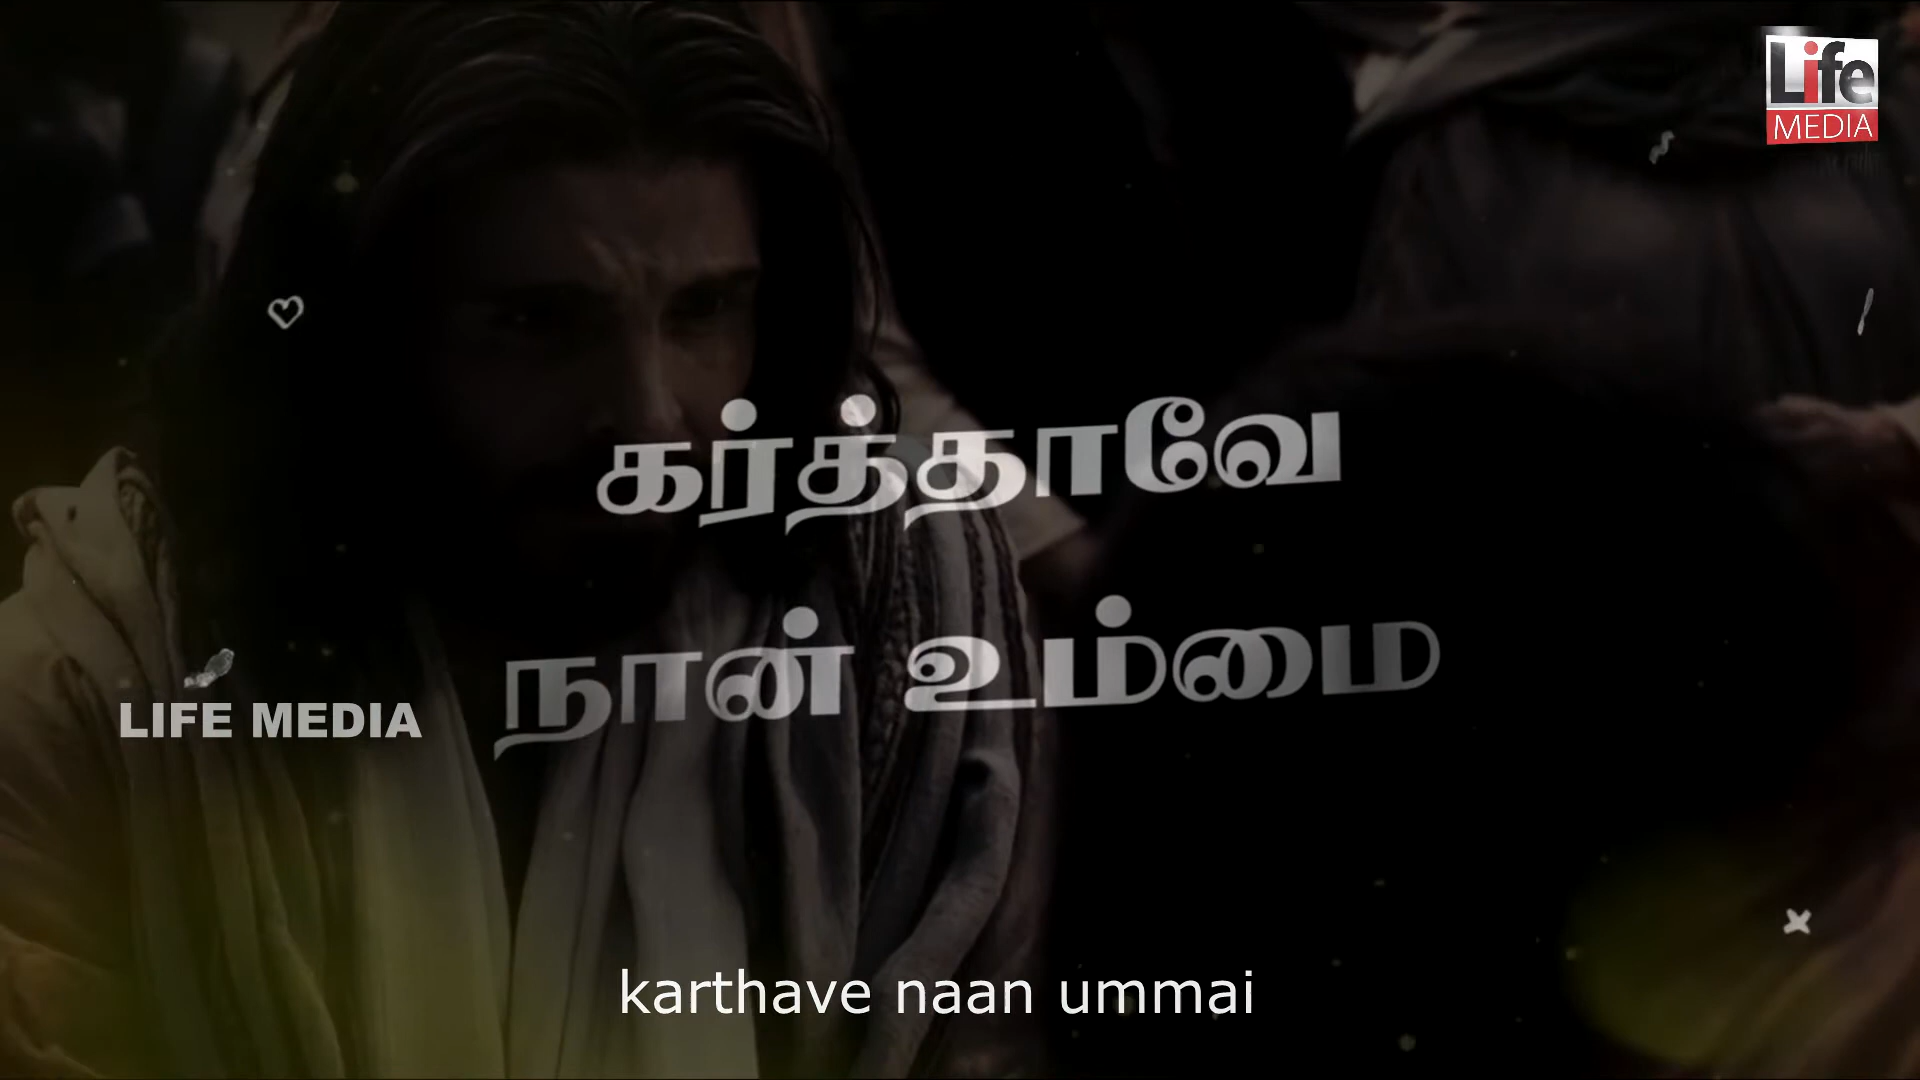 Life
MEDIA
கர்த்தாவே
நான் உம்மை
LIFE MEDIA
karthave naan ummai